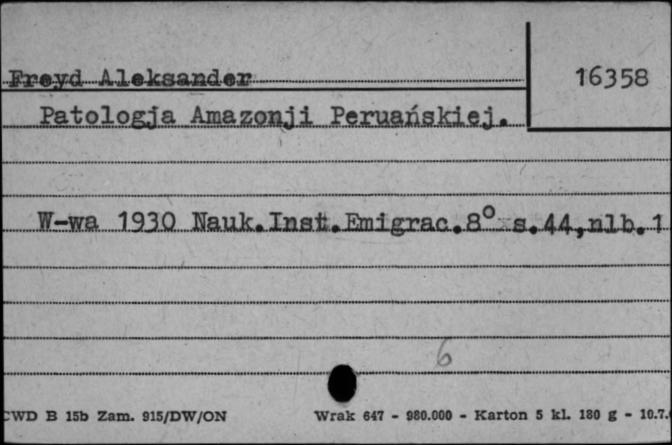 Freyd Aleksander
16358
Patologja Amazonji Peruańskiej.
W-wa 1930 Nauk.Inst.Emigrac.8° s.44,nlb.1
6
CWD B 15b Zam. 915/DW/ON
Wrak 647 - 980.000 - Karton 5 kl. 180 g - 10.7.